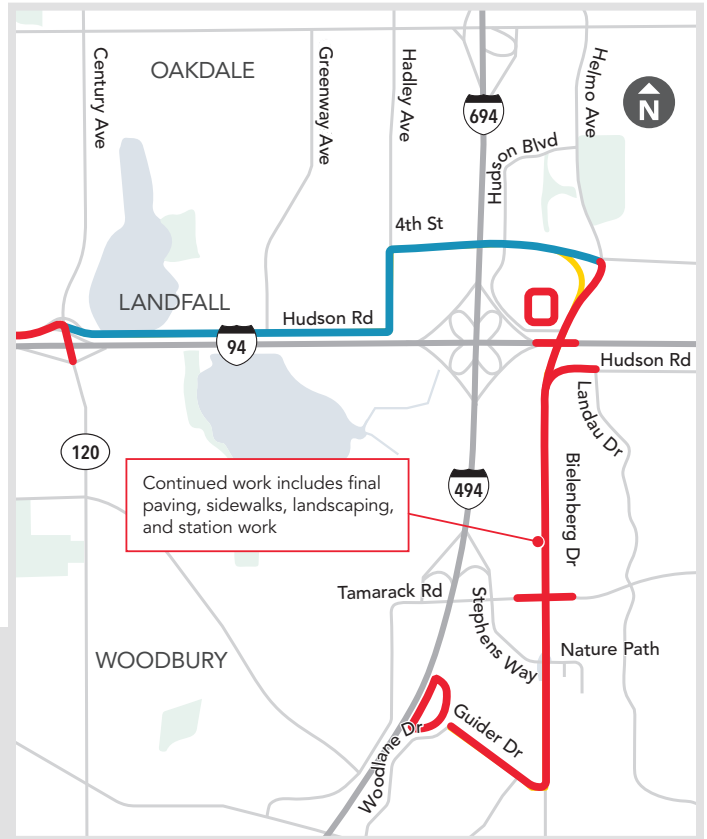 OAKDALE
Century Ave
Greenway Ave
Hadley Ave
694
Helmo Ave
N
Hudson Blvd
4th St
LANDFALL
Hudson Rd
94
Hudson Rd
Landau Dr
120
Continued work includes final
paving, sidewalks, landscaping,
and station work
494
Bielenberg Dr
Tamarack Rd
Stephens Way
Nature Path
WOODBURY
Guider Dr
Woodlane Dr